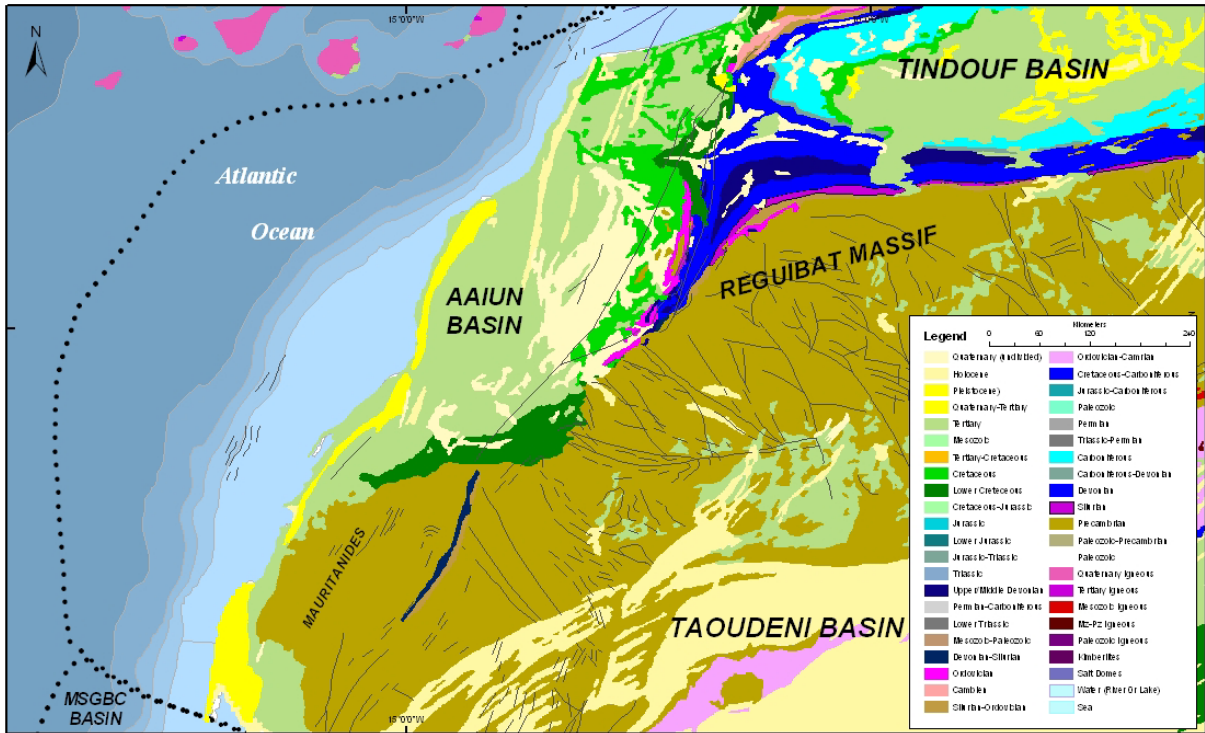 15°0'0"W
N
TINDOUF BASIN
Atlantic
Ocean
REGUIBAT MASSIF
AAIUN
BASIN
MAURITANIDES
TAOUDENI BASIN
MSGBC
BASIN
15°0'0"W
Legend
Kilometers
0 60 120 240
Quaternary (undivided)
Holocene
Pleistocene)
Quaternary-Tertiary
Tertiary
Mesozoic
Tertiary-Cretaceous
Cretaceous
Lower Cretaceous
Cretaceous-Jurassic
Jurassic
Lower Jurassic
Jurassic-Triassic
Triassic
Upper/Middle Devonian
Permian-Carboniferous
Lower Triassic
Mesozoic-Paleozoic
Devonian-Silurian
Ordovician
Cambrian
Silurian-Ordovician
Ordovician-Cambrian
Cretaceous-Carboniferous
Jurassic-Carboniferous
Paleozoic
Permian
Triassic-Permian
Carboniferous
Carboniferous-Devonian
Devonian
Silurian
Precambrian
Paleozoic-Precambrian
Paleozoic
Quaternary Igneous
Tertiary Igneous
Mesozoic Igneous
Mz-Pz Igneous
Paleozoic Igneous
Kimberlites
Salt Domes
Water (River Or Lake)
Sea